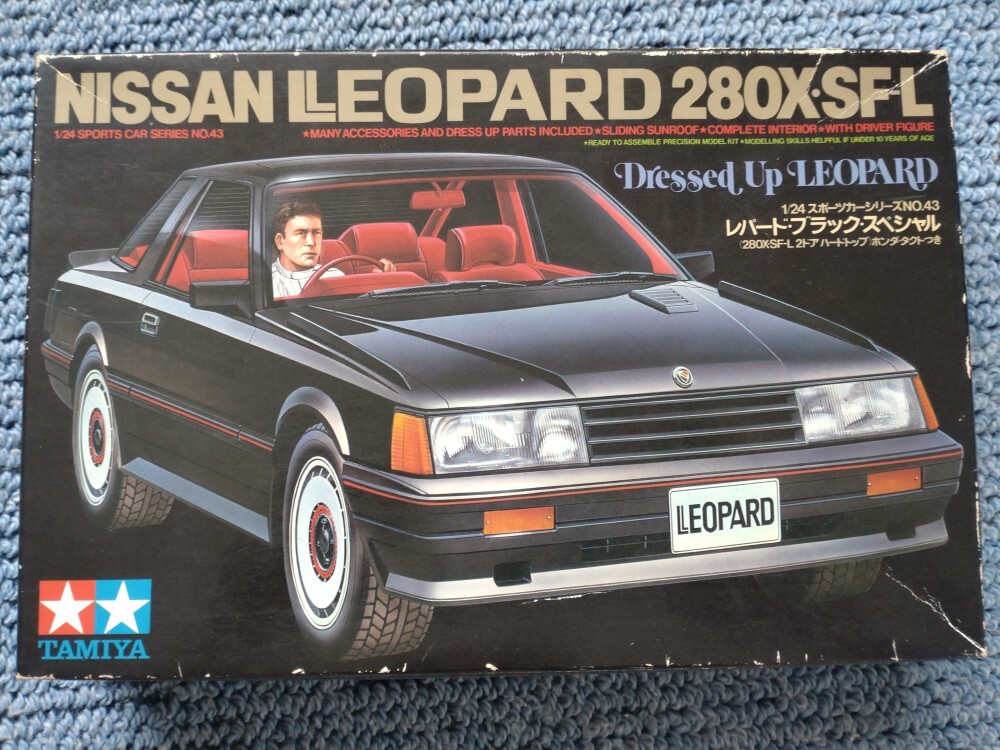 NISSAN LEOPARD 280X·SF-L
1/24 SPORTS CAR SERIES NO.43
★MANY ACCESSORIES AND DRESS UP PARTS INCLUDED★SLIDING SUNROOF★COMPLETE INTERIOR★WITH DRIVER FIGURE
★READY TO ASSEMBLE PRECISION MODEL KIT★MODELLING SKILLS HELPFUL IF UNDER 10 YEARS OF AGE
Dressed Up LEOPARD
1/24 スポーツカーシリーズNO.43
レパード・ブラック・スペシャル
(280X・SF-L 2ドア ハードトップ)ホンダ・タクトつき
LEOPARD
TAMIYA